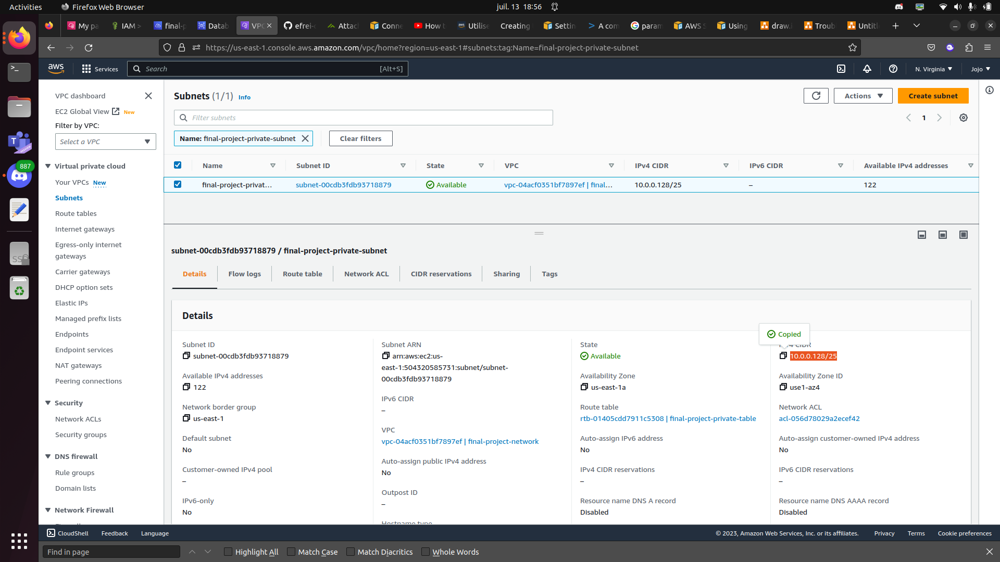 Activities
Firefox Web Browser
juil. 13 18:56
My pa
IAM >
final-p
Datab
VPC
efrei-c
Attach
Conne
How t
Utilise
Creating
Settin
A com
param
AWS S
Using
draw.i
Troub
Untitl
https://us-east-1.console.aws.amazon.com/vpc/home?region=us-east-1#subnets:tag:Name=final-project-private-subnet
aws
Services
Search
[Alt+S]
N. Virginia
Jojo
887
VPC dashboard
EC2 Global View New
Filter by VPC:
Select a VPC
Virtual private cloud
Your VPCs New
Subnets
Route tables
Internet gateways
Egress-only internet
gateways
Carrier gateways
DHCP option sets
Elastic IPs
Managed prefix lists
Endpoints
Endpoint services
NAT gateways
Peering connections
Security
Network ACLs
Security groups
DNS firewall
Rule groups
Domain lists
Network Firewall
Subnets (1/1) Info
Actions
Create subnet
Filter subnets
1
Name: final-project-private-subnet
Clear filters
Name Subnet ID State VPC IPv4 CIDR IPv6 CIDR Available IPv4 addresses
final-project-privat... subnet-00cdb3fdb93718879 Available vpc-04acf0351bf7897ef | final... 10.0.0.128/25 – 122
subnet-00cdb3fdb93718879 / final-project-private-subnet
Details
Flow logs
Route table
Network ACL
CIDR reservations
Sharing
Tags
Details
Subnet ID
subnet-00cdb3fdb93718879
Available IPv4 addresses
122
Network border group
us-east-1
Default subnet
No
Customer-owned IPv4 pool
–
IPv6-only
No
Subnet ARN
arn:aws:ec2:us-
east-1:504320585731:subnet/subnet-
00cdb3fdb93718879
IPv6 CIDR
–
VPC
vpc-04acf0351bf7897ef | final-project-network
Auto-assign public IPv4 address
No
Outpost ID
–
Hostname type
State
Available
Availability Zone
us-east-1a
Route table
rtb-01405cdd7911c5308 | final-project-private-table
Auto-assign IPv6 address
No
IPv4 CIDR reservations
–
Resource name DNS A record
Disabled
Copied
IPv4 CIDR
10.0.0.128/25
Availability Zone ID
use1-az4
Network ACL
acl-056d78029a2ecef42
Auto-assign customer-owned IPv4 address
No
IPv6 CIDR reservations
–
Resource name DNS AAAA record
Disabled
CloudShell
Feedback
Language
© 2023, Amazon Web Services, Inc. or its affiliates.
Privacy
Terms
Cookie preferences
Find in page
Highlight All
Match Case
Match Diacritics
Whole Words